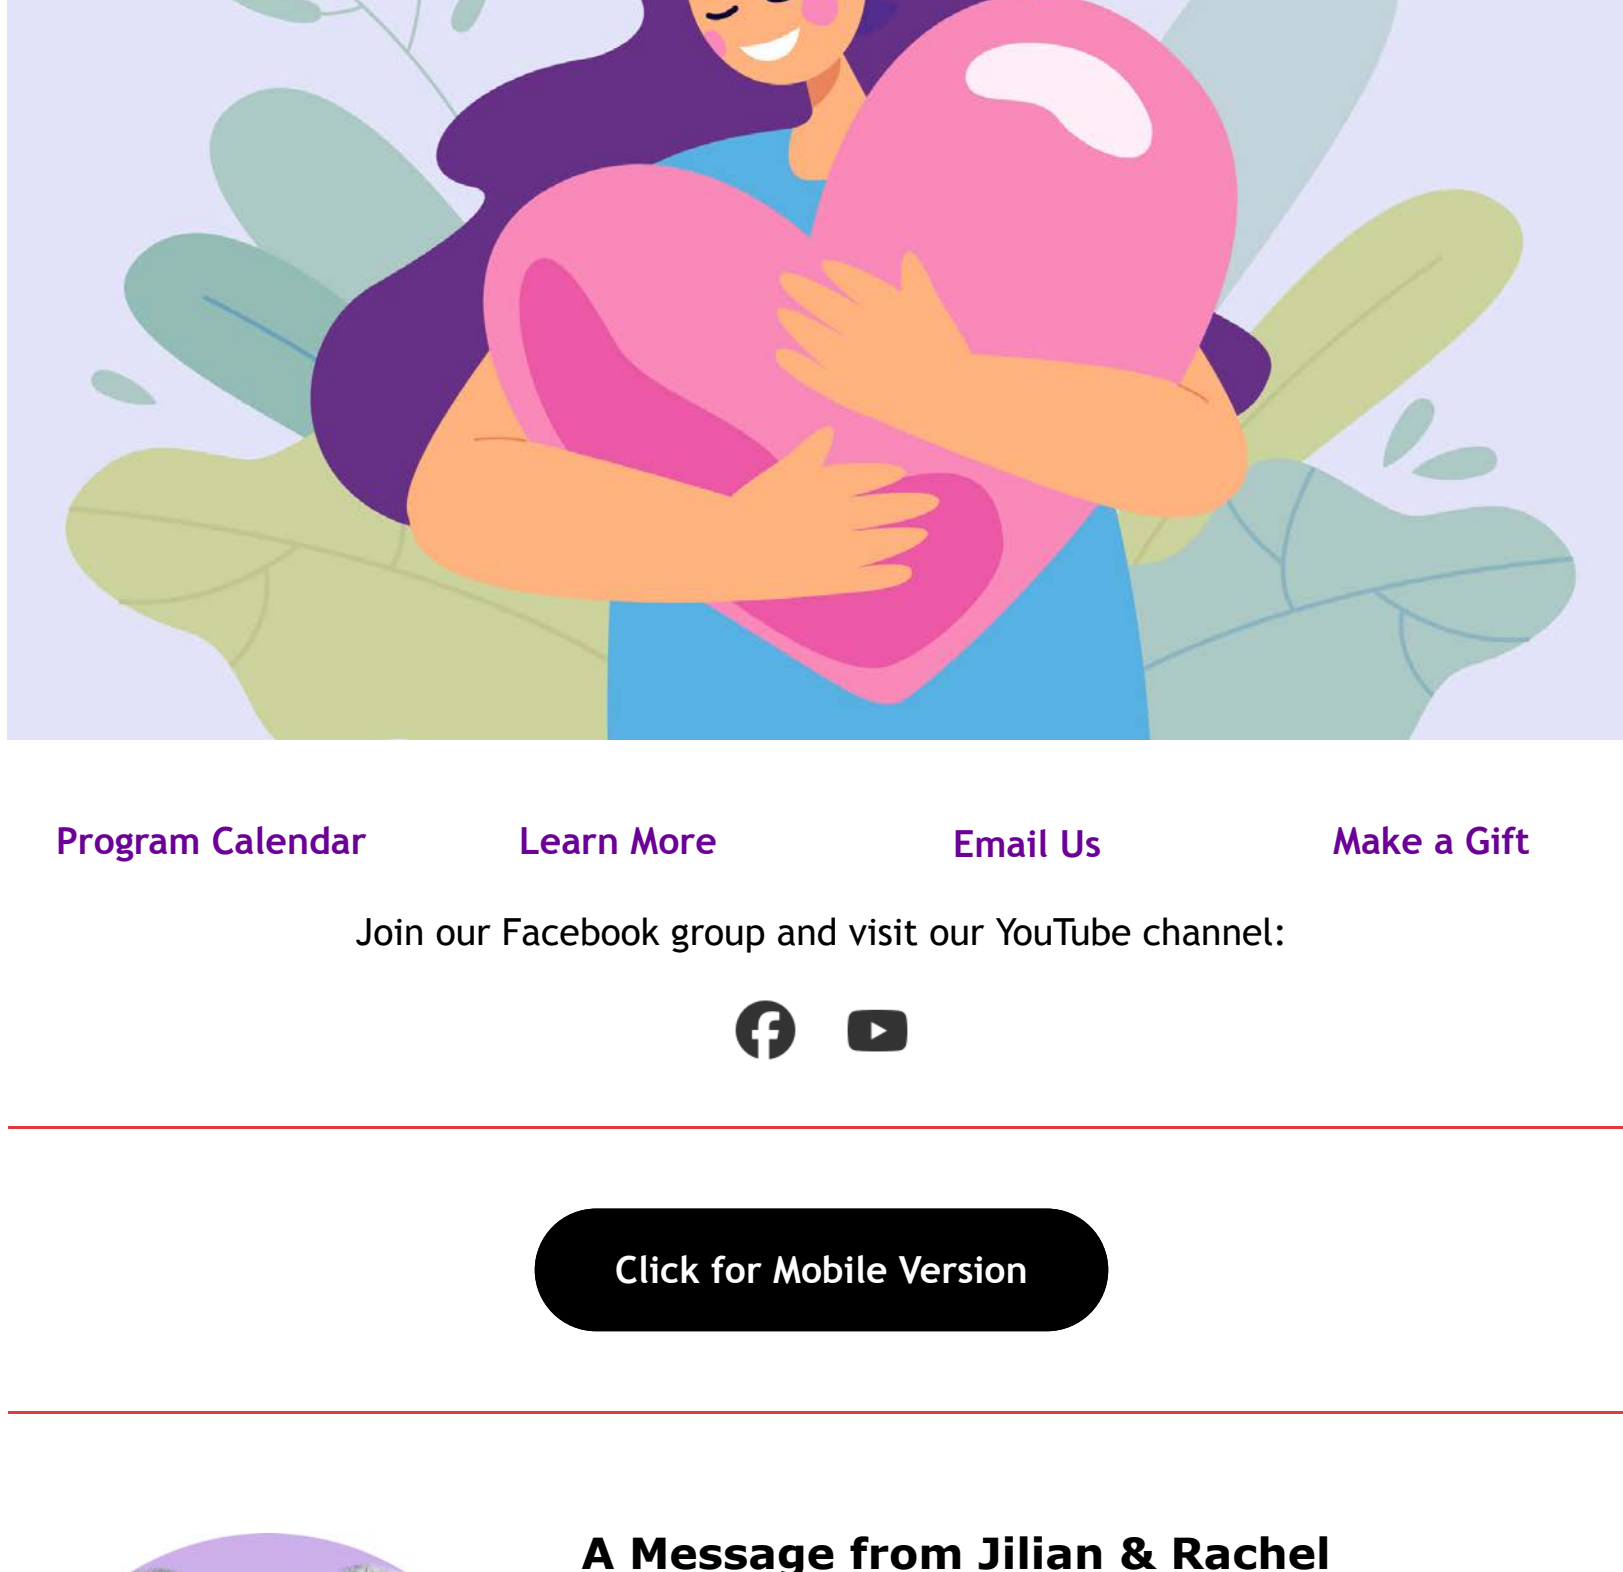 Program Calendar
Learn More
Email Us
Make a Gift
Join our Facebook group and visit our YouTube channel:
Click for Mobile Version
A Message from Jilian & Rachel